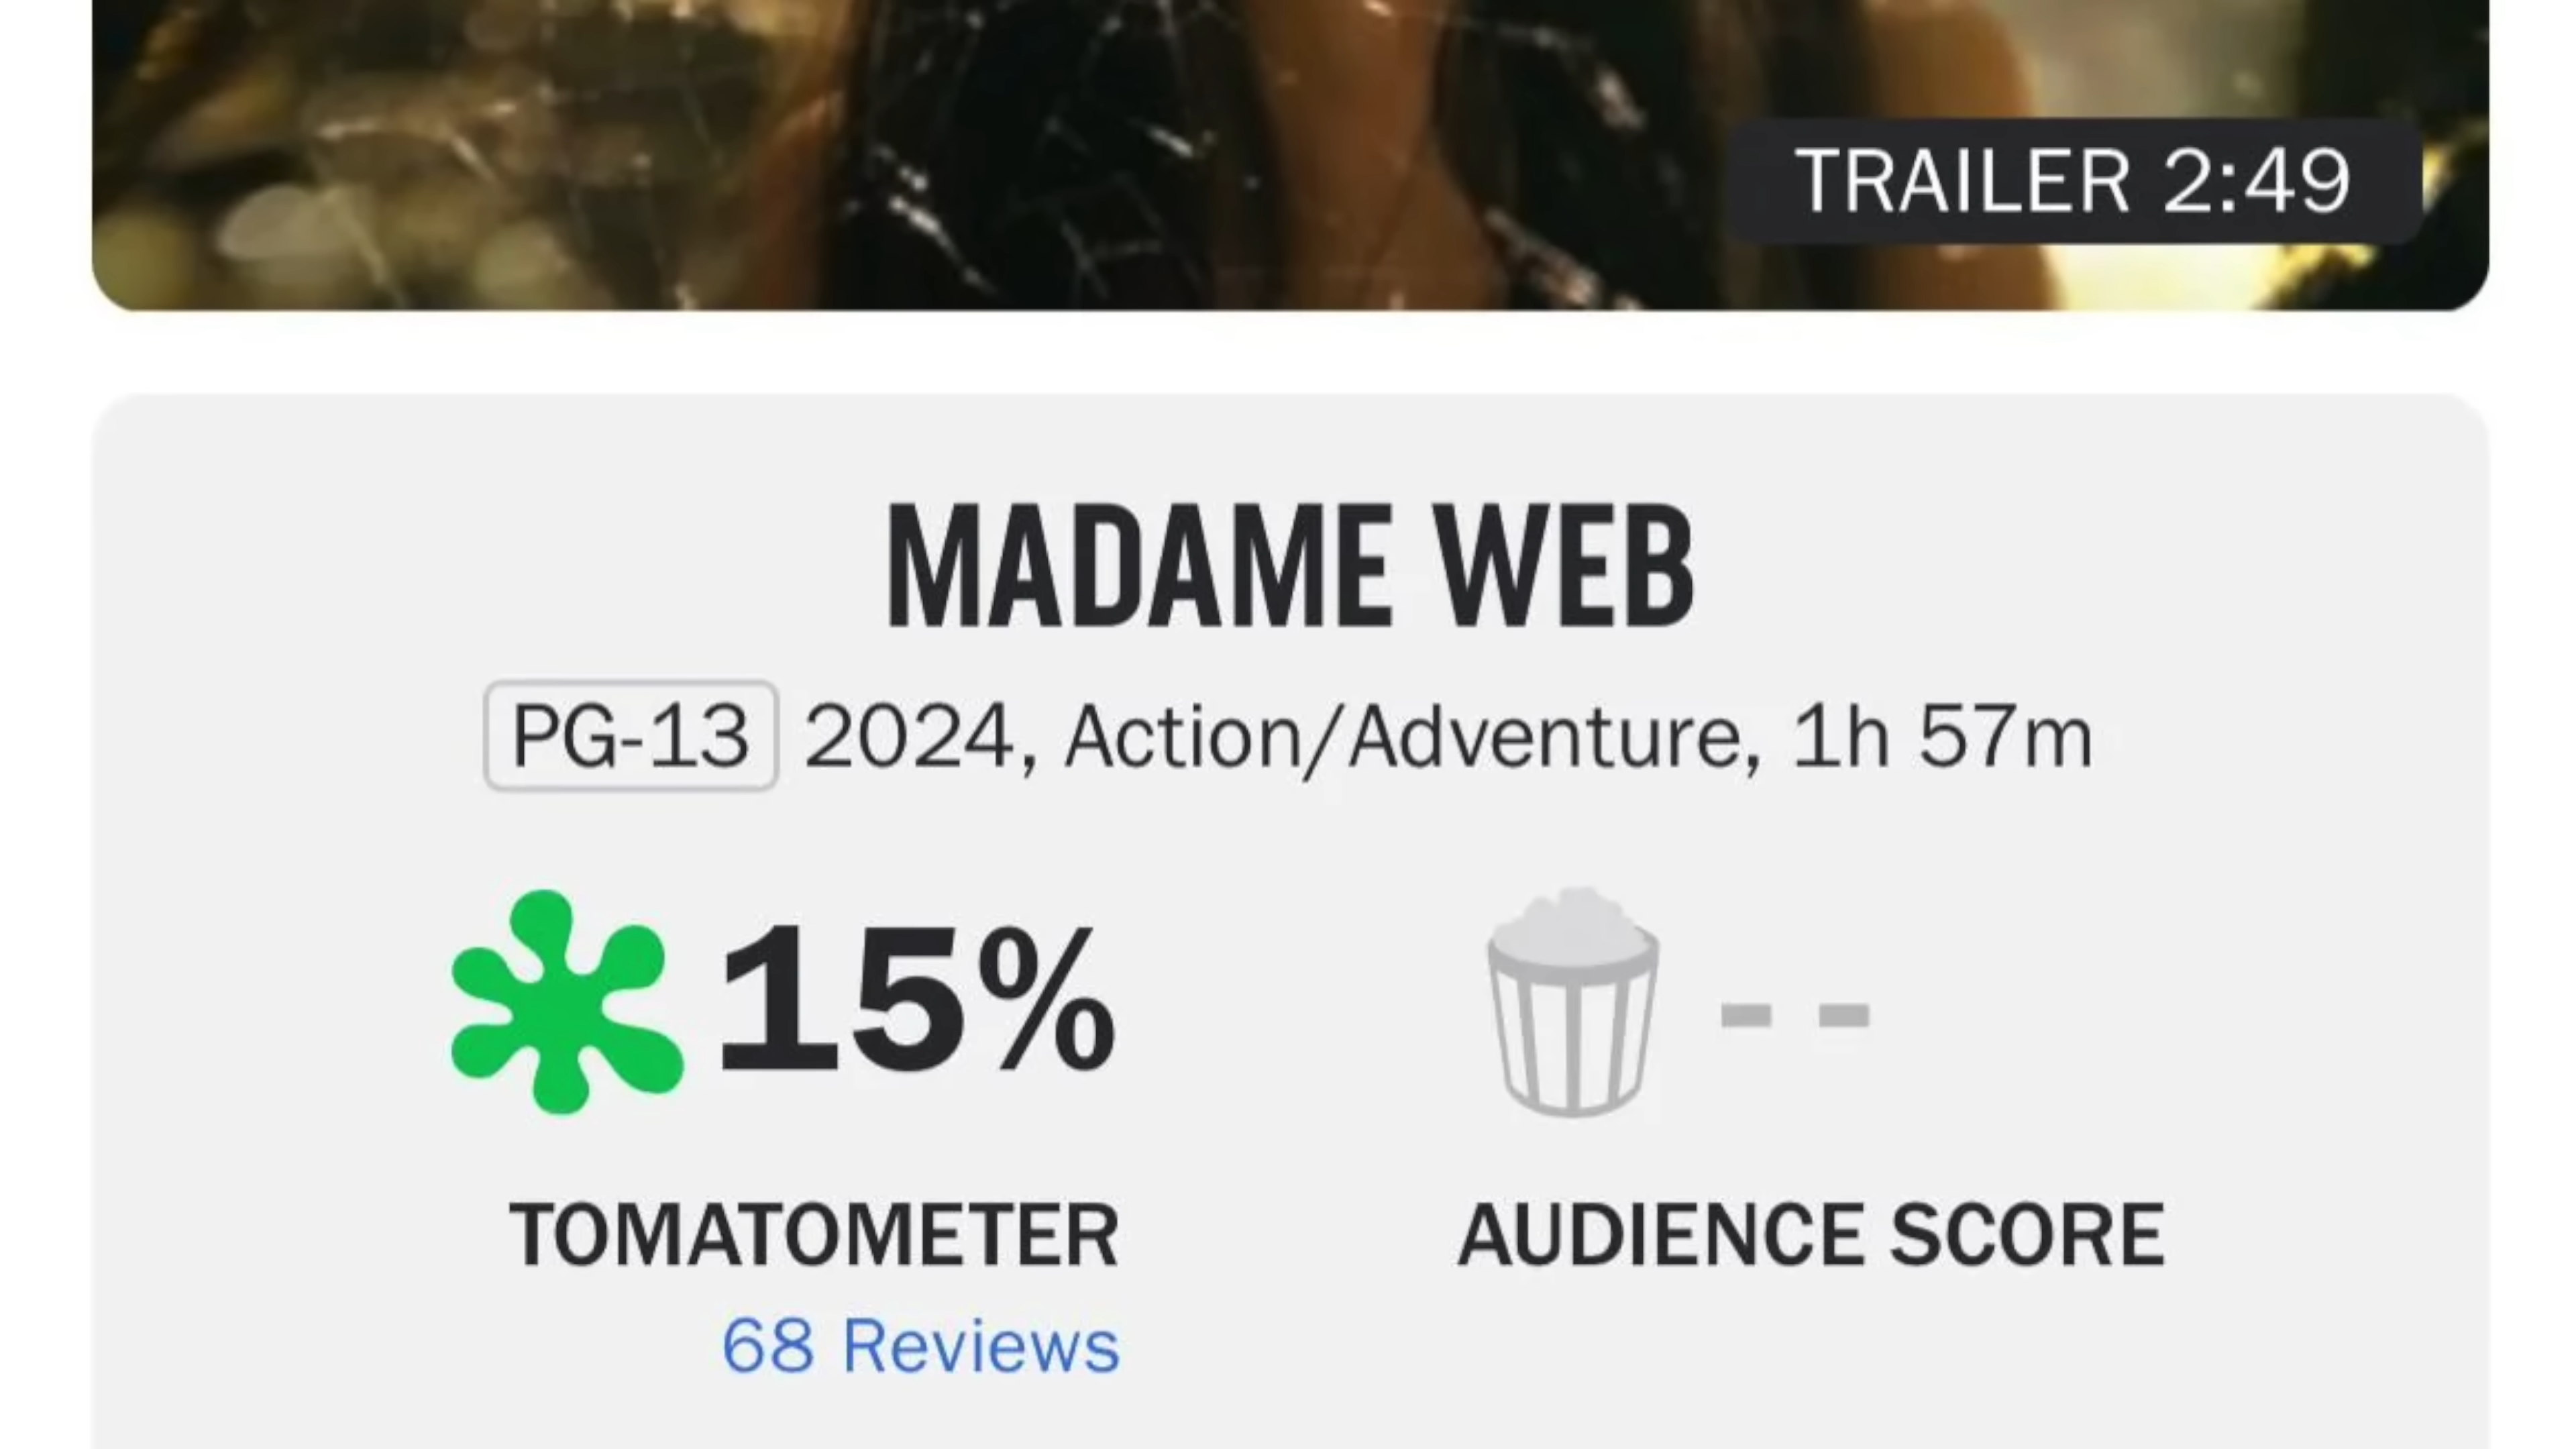 TRAILER 2:49
MADAME WEB
PG-13 2024, Action/Adventure, 1h 57m
15% - -
TOMATOMETER AUDIENCE SCORE
68 Reviews